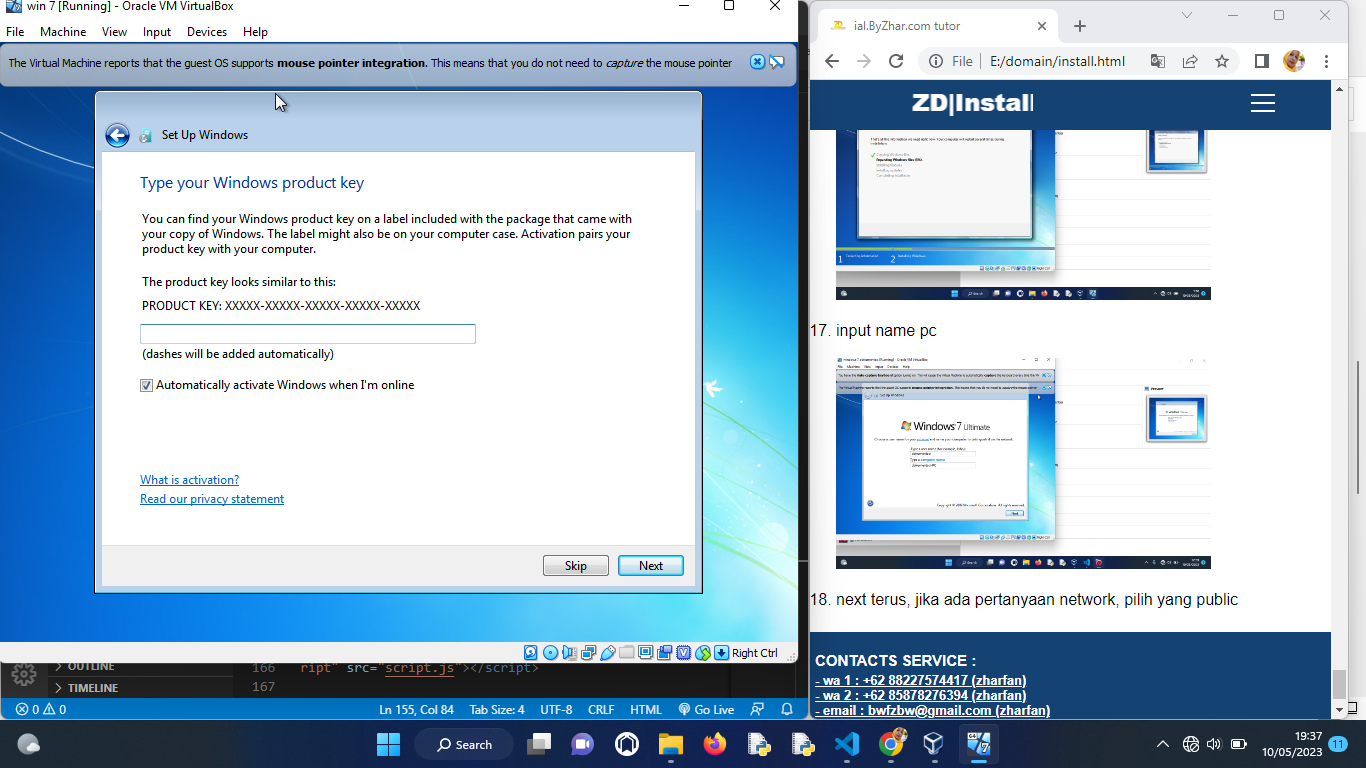 win 7 [Running] - Oracle VM VirtualBox
File Machine View Input Devices Help
The Virtual Machine reports that the guest OS supports mouse pointer integration. This means that you do not need to capture the mouse pointer
Set Up Windows
Type your Windows product key
You can find your Windows product key on a label included with the package that came with
your copy of Windows. The label might also be on your computer case. Activation pairs your
product key with your computer.
The product key looks similar to this:
PRODUCT KEY: XXXXX-XXXXX-XXXXX-XXXXX-XXXXX
(dashes will be added automatically)
Automatically activate Windows when I'm online
What is activation?
Read our privacy statement
Skip Next
Right Ctrl
OUTLINE
TIMELINE
166 ript" src="script.js"></script>
167
0 0 Ln 155, Col 84 Tab Size: 4 UTF-8 CRLF HTML Go Live
ial.ByZhar.com tutor
File E:/domain/install.html
ZD|Install
17. input name pc
Set Up Windows
Windows 7 Ultimate
Next
18. next terus, jika ada pertanyaan network, pilih yang public
CONTACTS SERVICE :
- wa 1 : +62 88227574417 (zharfan)
- wa 2 : +62 85878276394 (zharfan)
- email : bwfzbw@gmail.com (zharfan)
Search
64
7
19:37
10/05/2023
11